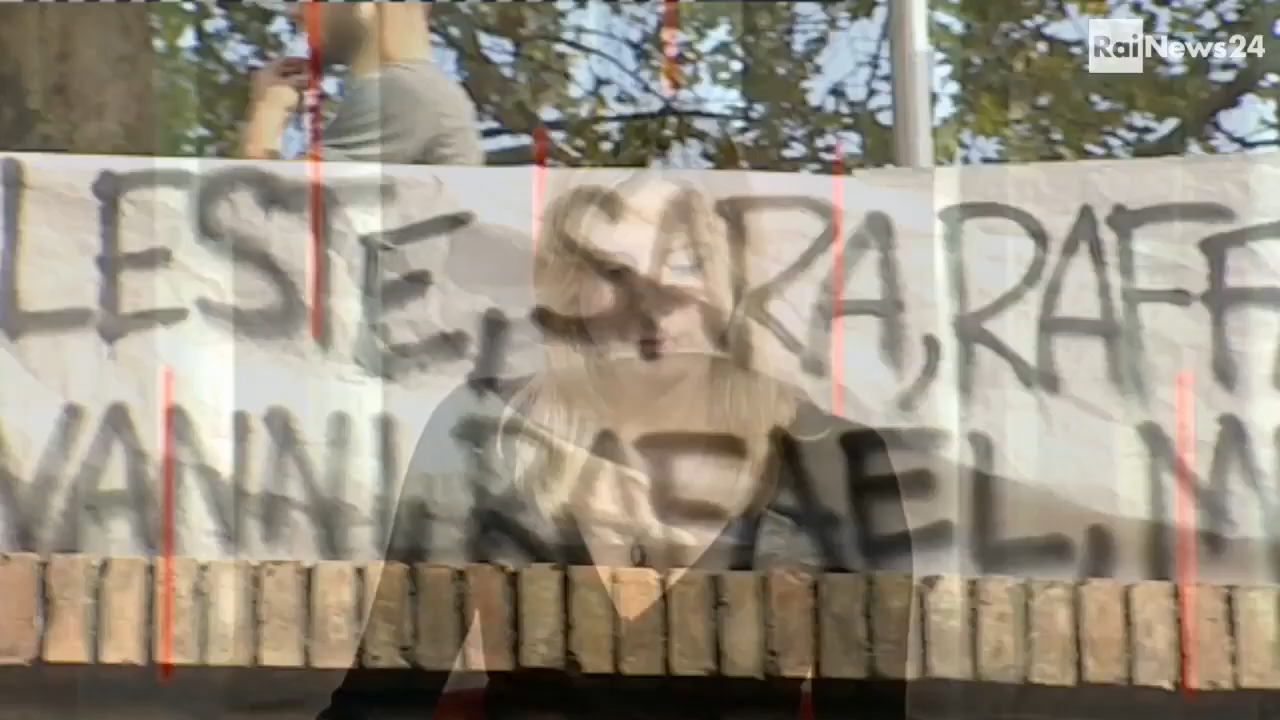 RaiNews24
LESTE, SARA, RAFF
VANNI, RAFAEL, M